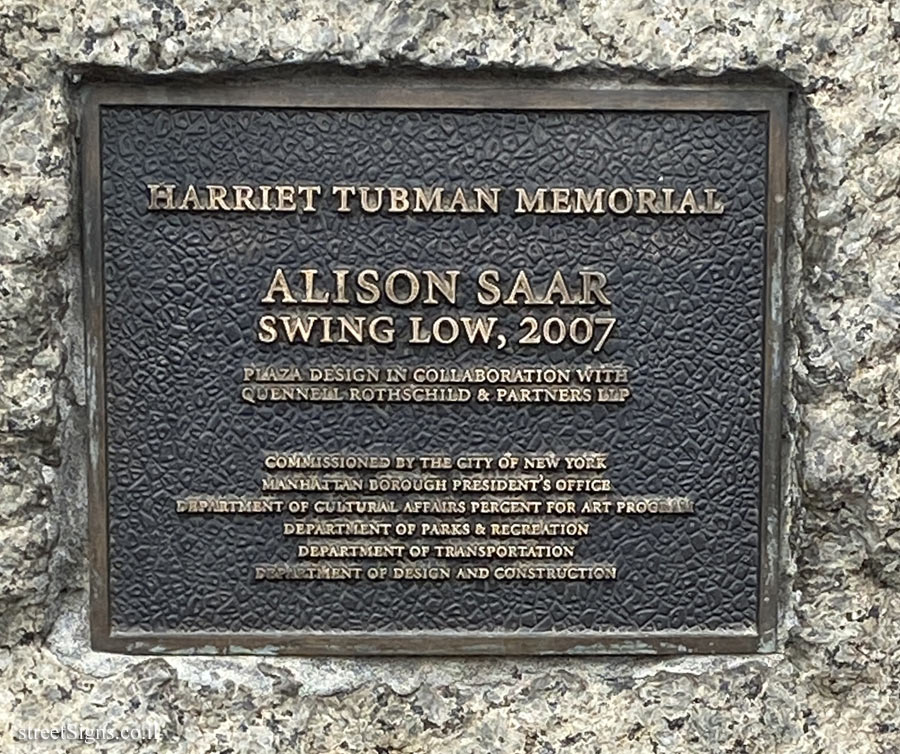 HARRIET TUBMAN MEMORIAL
ALISON SAAR
SWING LOW, 2007
PLAZA DESIGN IN COLLABORATION WITH
QUENNELL ROTHSCHILD & PARTNERS LLP
COMMISSIONED BY THE CITY OF NEW YORK
MANHATTAN BOROUGH PRESIDENT'S OFFICE
DEPARTMENT OF CULTURAL AFFAIRS PERCENT FOR ART PROGRAM
DEPARTMENT OF PARKS & RECREATION
DEPARTMENT OF TRANSPORTATION
DEPARTMENT OF DESIGN AND CONSTRUCTION
streetSigns.co.il